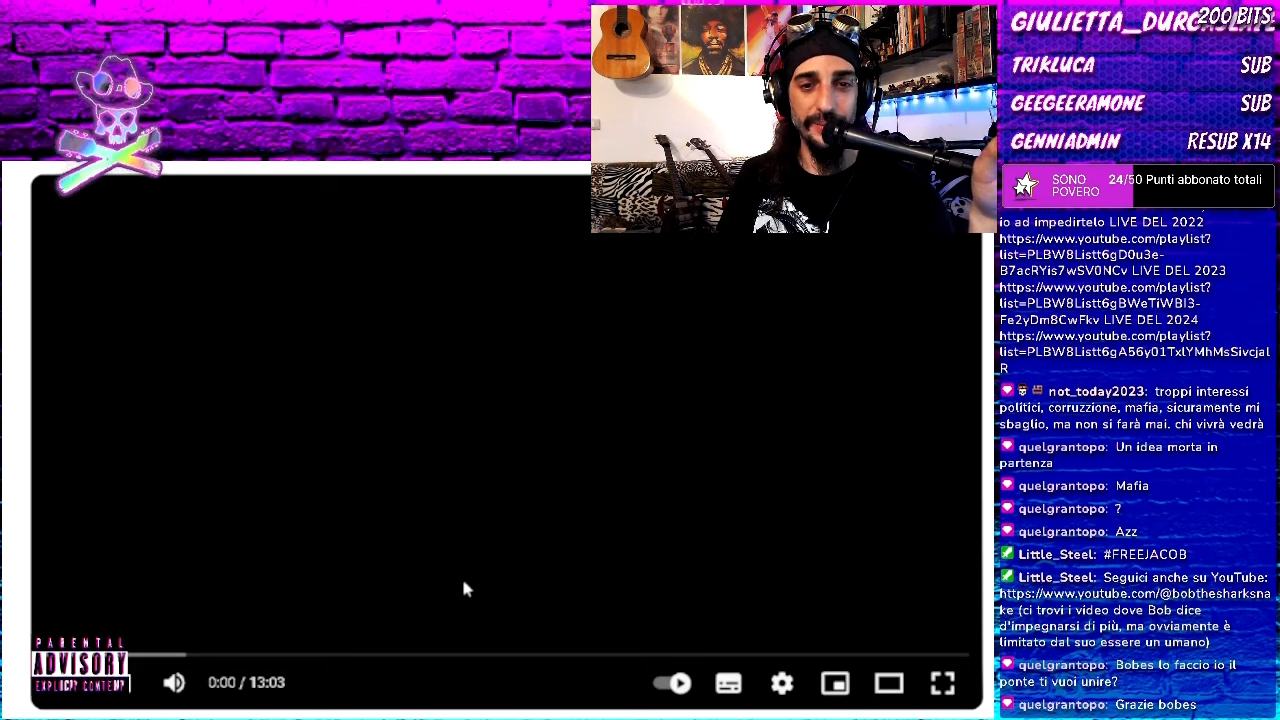 200 BITS
TRIKLUCA SUB
GEEGEERAMONE SUB
GENNIADMIN RESUB X14
SONO POVERO
24/50 Punti abbonato totali
io ad impedirtelo LIVE DEL 2022
https://www.youtube.com/playlist?
list=PLBW8Listt6gD0u3e-
B7acRYis7wSV0NCv LIVE DEL 2023
https://www.youtube.com/playlist?
list=PLBW8Listt6gBWeTiWBI3-
Fe2yDm8CwFkv LIVE DEL 2024
https://www.youtube.com/playlist?
list=PLBW8Listt6gA56y01TxlYMhMsSivcjal
R
not_today2023: troppi interessi
politici, corruzzione, mafia, sicuramente mi
sbaglio, ma non si farà mai. chi vivrà vedrà
quelgrantopo: Un idea morta in
partenza
quelgrantopo: Mafia
quelgrantopo: ?
quelgrantopo: Azz
Little_Steel: #FREEJACOB
Little_Steel: Seguici anche su YouTube:
https://www.youtube.com/@bobthesharksna
ke (ci trovi i video dove Bob dice
d'impegnarsi di più, ma ovviamente è
limitato dal suo essere un umano)
quelgrantopo: Bobes lo faccio io il
ponte ti vuoi unire?
quelgrantopo: Grazie bobes
PARENTAL
ADVISORY
EXPLICIT CONTENT
0:00 / 13:03